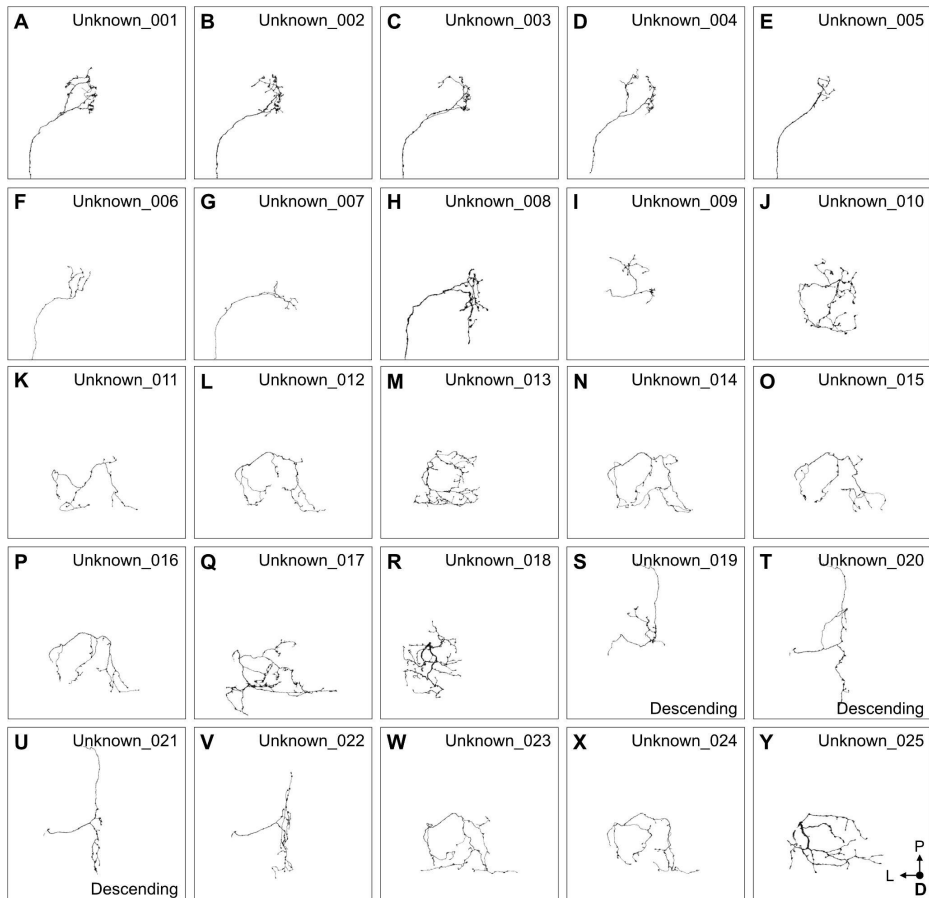 A Unknown_001
B Unknown_002
C Unknown_003
D Unknown_004
E Unknown_005
F Unknown_006
G Unknown_007
H Unknown_008
I Unknown_009
J Unknown_010
K Unknown_011
L Unknown_012
M Unknown_013
N Unknown_014
O Unknown_015
P Unknown_016
Q Unknown_017
R Unknown_018
S Unknown_019
Descending
T Unknown_020
Descending
U Unknown_021
Descending
V Unknown_022
W Unknown_023
X Unknown_024
Y Unknown_025
P
L
D